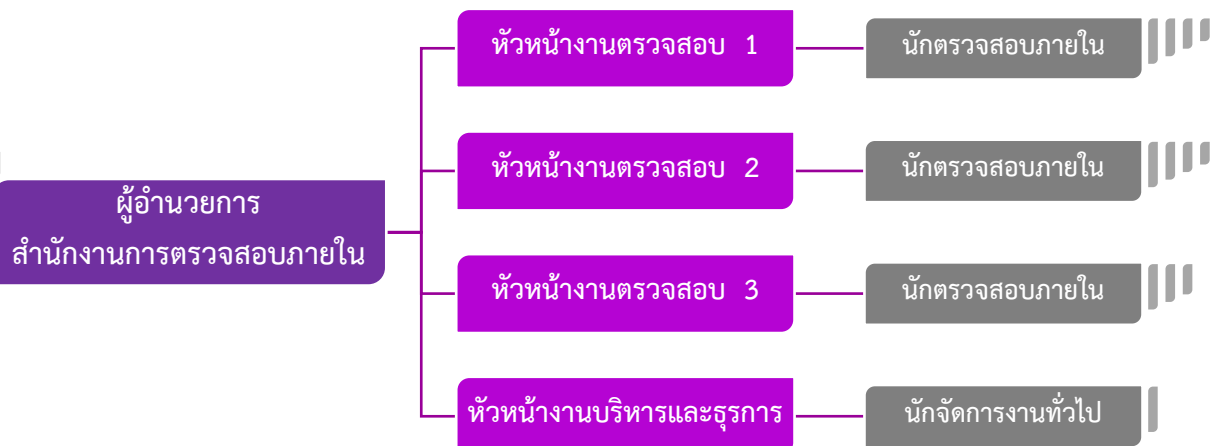 ผู้อำนวยการ
สำนักงานการตรวจสอบภายใน
หัวหน้างานตรวจสอบ 1
นักตรวจสอบภายใน
หัวหน้างานตรวจสอบ 2
นักตรวจสอบภายใน
หัวหน้างานตรวจสอบ 3
นักตรวจสอบภายใน
หัวหน้างานบริหารและธุรการ
นักจัดการงานทั่วไป